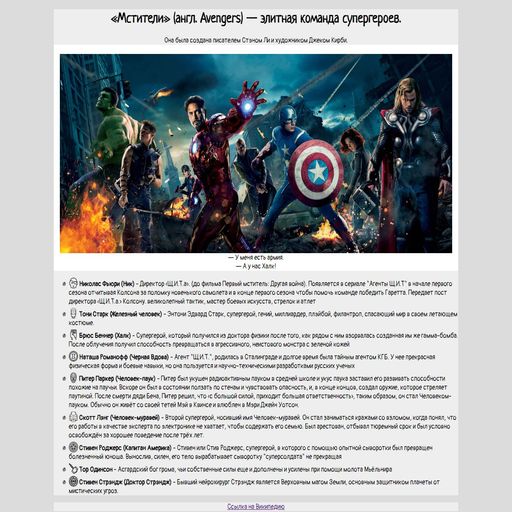 «Мстители» (англ. Avengers) — элитная команда супергероев.
Она была создана писателем Стэном Ли и художником Джеком Кирби.
— У меня есть армия.
— А у нас Халк!
Николас Фьюри (Ник) - Директор «Щ.И.Т.а». (до фильма Первый мститель: Другая война). Появляется в сериале "Агенты Щ.И.Т" в начале первого
сезона отчитывая Колсона за поломку новенького самолета и в конце первого сезона чтобы помочь команде победить Гаретта. Передает пост
директора «Щ.И.Т.а.» Колсону. великолепный тактик, мастер боевых искусств, стрелок и атлет
Тони Старк (Железный человек) - Энтони Эдвард Старк, супергерой, гений, миллиардер, плэйбой, филантроп, спасающий мир в своем летающем
костюме.
Брюс Беннер (Халк) - Супергерой, который получился из доктора физики после того, как рядом с ним взорвалась созданная им же гамма-бомба.
После облучения получил способность превращаться в агрессивного, неистового монстра с зеленой кожей
Наташа Романофф (Черная Вдова) - Агент "Щ.И.Т.", родилась в Сталинграде и долгое время была тайным агентом КГБ. У нее прекрасная
физическая форма и боевые навыки, но она пользуется и научно-техническими разработками русских ученых
Питер Паркер (Человек-паук) - Питер был укушен радиоактивным пауком в средней школе и укус паука заставил его развивать способности
похожие на паучьи. Вскоре он был в состоянии ползать по стенам и чувствовать опасность, и, в конце концов, создал оружие, которое стреляет
паутиной. После смерти дяди Бена, Питер решил, что «с большой силой, приходит большая ответственность», таким образом, он стал Человеком-
пауком. Обычно он живёт со своей тетей Мэй в Квинсе и влюблен в Мэри Джейн Уотсон.
Скотт Лэнг (Человек-муравей) - Второй супергерой, носивший имя Человек-муравей. Он стал заниматься кражами со взломом, когда понял, что
его работы в качестве эксперта по электронике не хватает, чтобы содержать его семью. Был арестован, отбывал тюремный срок и был условно
освобождён за хорошее поведение после трёх лет.
Стивен Роджерс (Капитан Америка) - Стивен или Стив Роджерс, супергерой, в которого с помощью опытной сыворотки был превращен
болезненный юноша. Вынослив, силен, его тело вырабатывает сыворотку "суперсолдата" не прекращая
Тор Одинсон - Асгардский бог грома, чьи собственные силы еще и дополнены и усилены при помощи молота Мьёльнира
Стивен Стрэндж (Доктор Стрэндж) - Бывший нейрохирург Стрэндж является Верховным магом Земли, основным защитником планеты от
мистических угроз.
Ссылка на Википедию